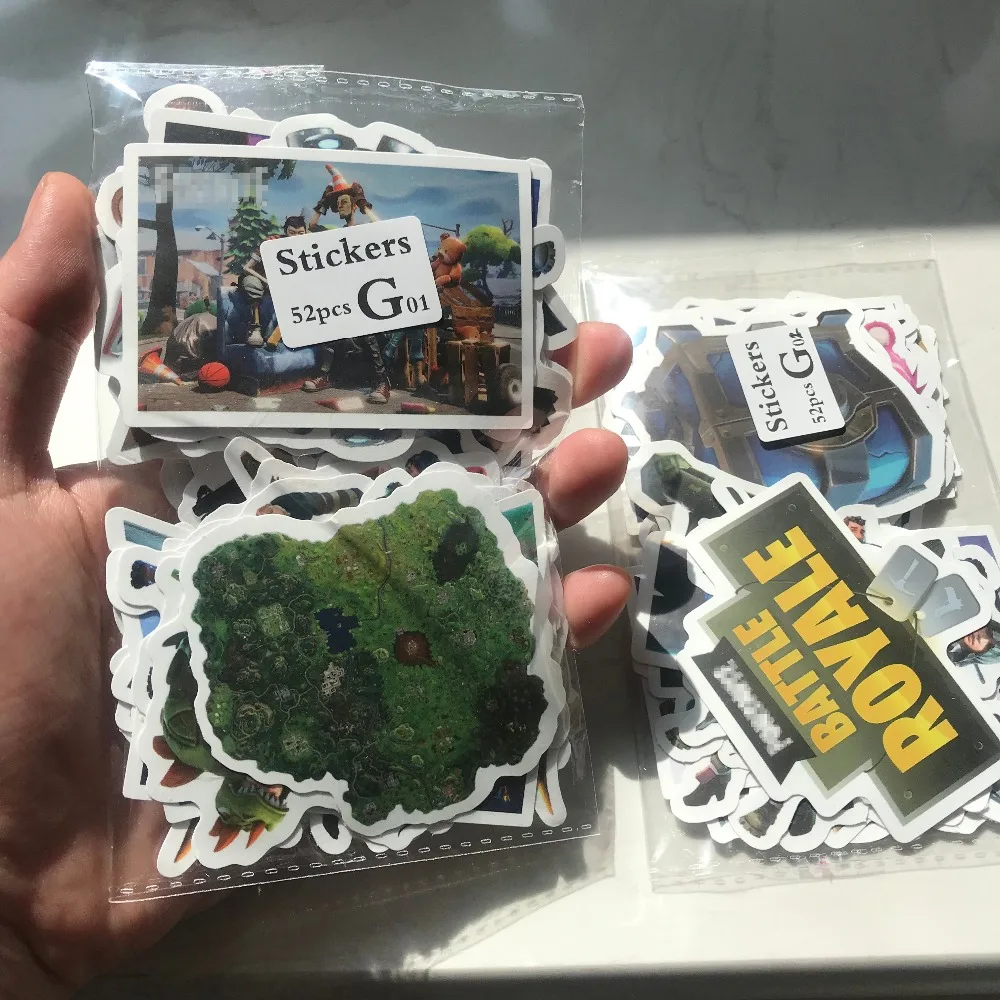 Stickers
52pcs G01
Stickers
52pcs G02
BATTLE
ROYALE